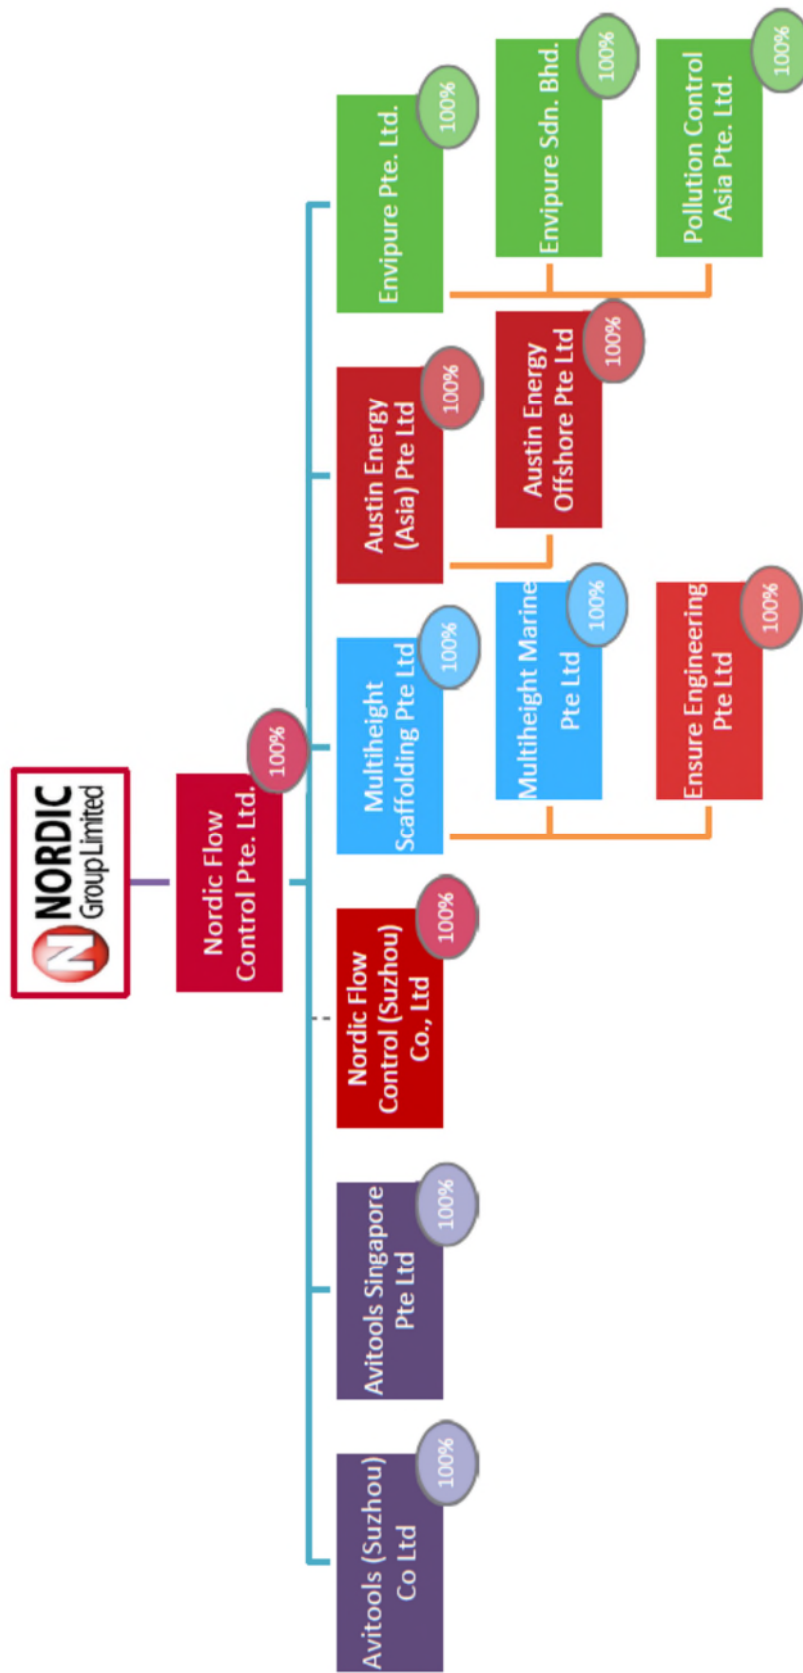 N NORDIC
GroupLimited
Nordic Flow
Control Pte. Ltd.
100%
Avitools (Suzhou)
Co Ltd
100%
Avitools Singapore
Pte Ltd
100%
Nordic Flow
Control (Suzhou)
Co., Ltd
100%
Multiheight
Scaffolding Pte Ltd
100%
Austin Energy
(Asia) Pte Ltd
100%
Envipure Pte. Ltd.
100%
Multiheight Marine
Pte Ltd
100%
Austin Energy
Offshore Pte Ltd
100%
Envipure Sdn. Bhd.
100%
Ensure Engineering
Pte Ltd
100%
Pollution Control
Asia Pte. Ltd.
100%